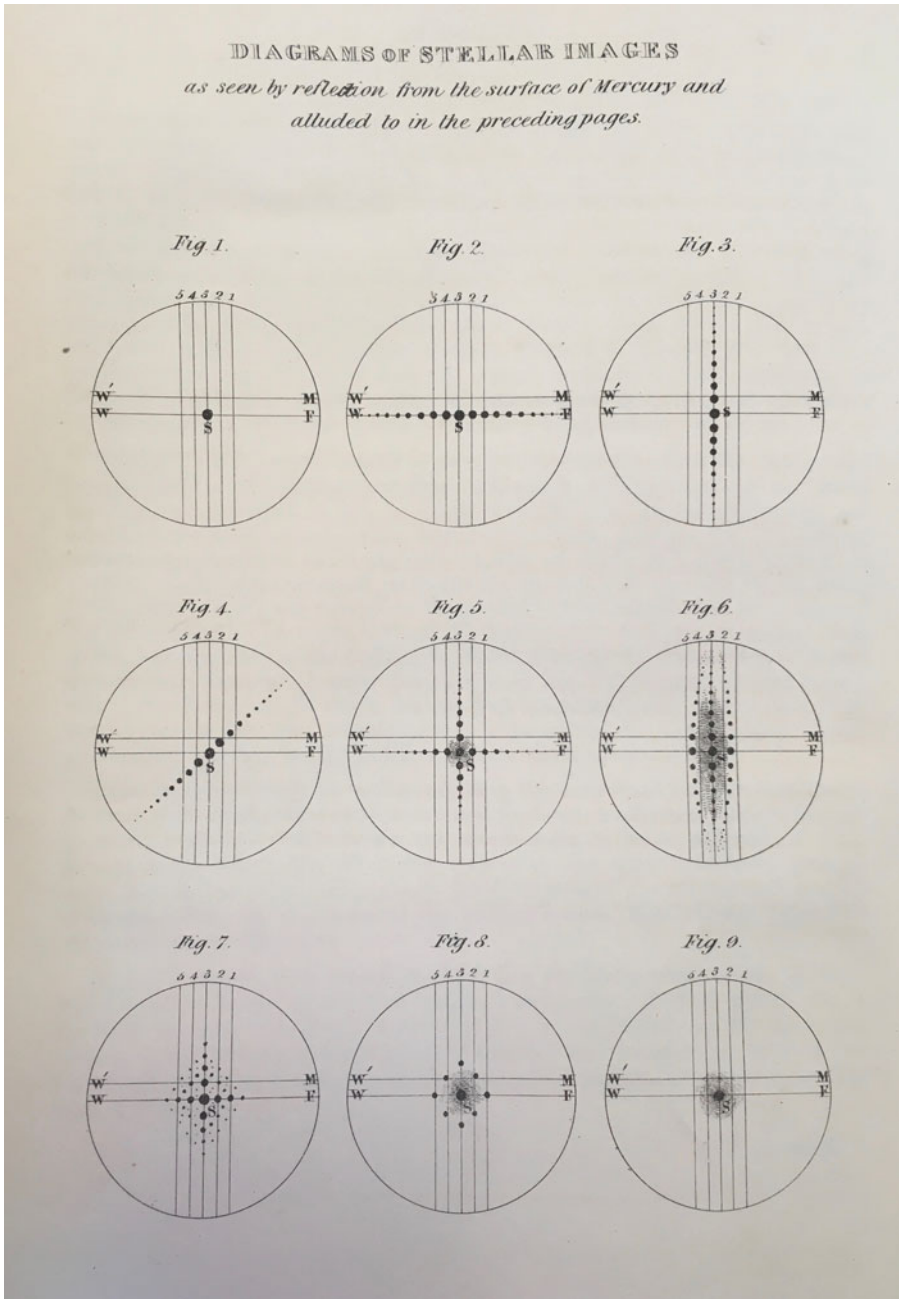 DIAGRAMS OF STELLAR IMAGES
as seen by reflection from the surface of Mercury and
alluded to in the preceding pages.
Fig. 1. Fig. 2. Fig. 3.
5 4 3 2 1 5 4 3 2 1 5 4 3 2 1
W' M W' M W' M
W F W F W S F
S S
Fig. 4. Fig. 5. Fig. 6.
5 4 3 2 1 5 4 3 2 1 5 4 3 2 1
W' M W' M W' M
W F W F W F
S S S
Fig. 7. Fig. 8. Fig. 9.
5 4 3 2 1 5 4 3 2 1 5 4 3 2 1
W' M W' M W' M
W F W F W F
S S S